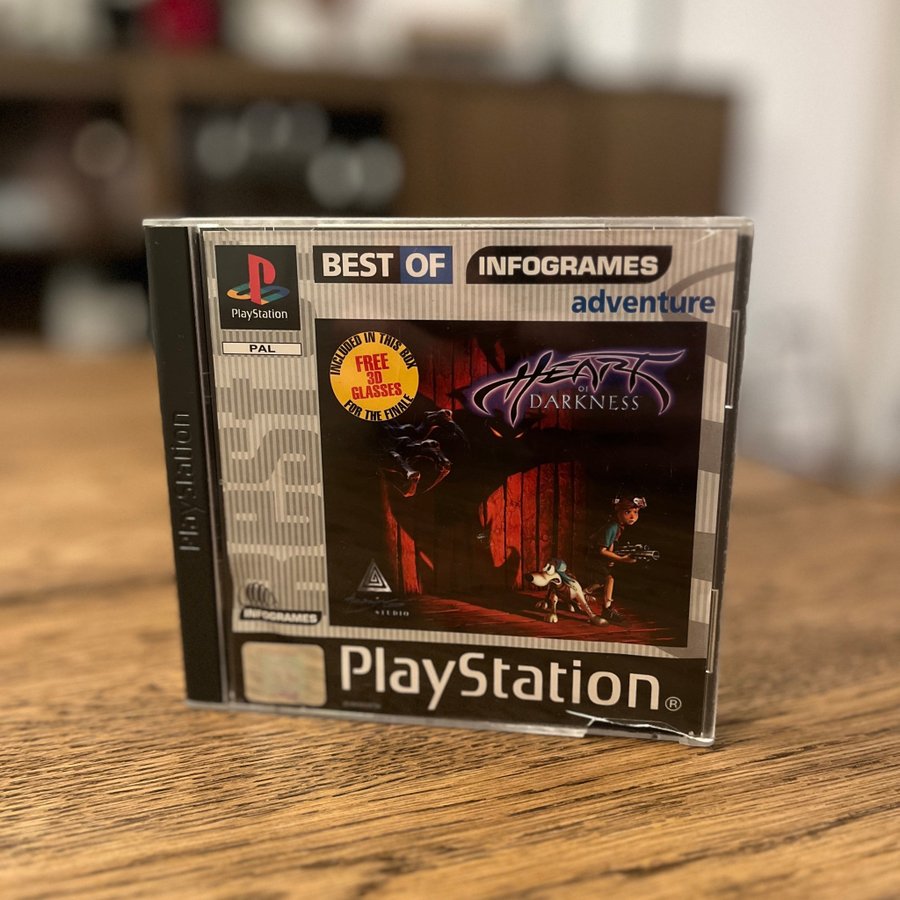 BEST OF INFOGRAMES
adventure
PlayStation
PAL
INCLUDED IN THIS BOX
FREE
3D
GLASSES
FOR THE FINALE
HEART
OF
DARKNESS
PlayStation
BEST
STUDIO
INFOGRAMES
PlayStation®